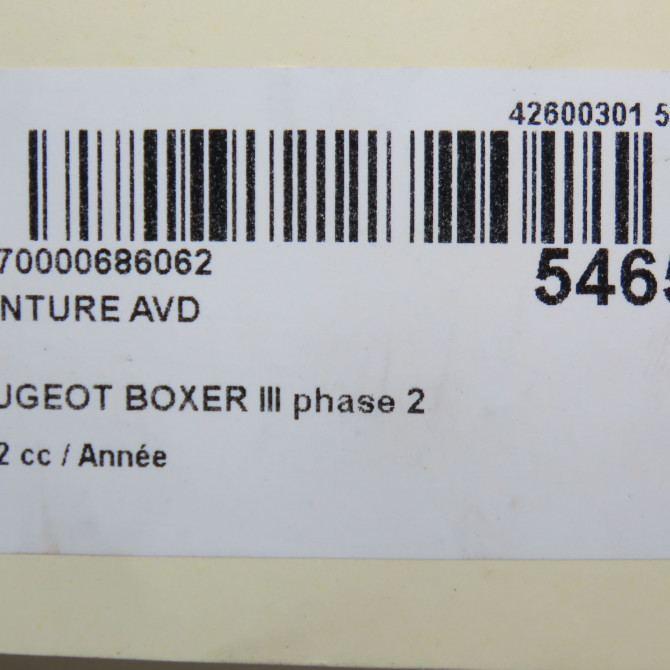 42600301 5
70000686062
5465
NTURE AVD
UGEOT BOXER III phase 2
2 cc / Année